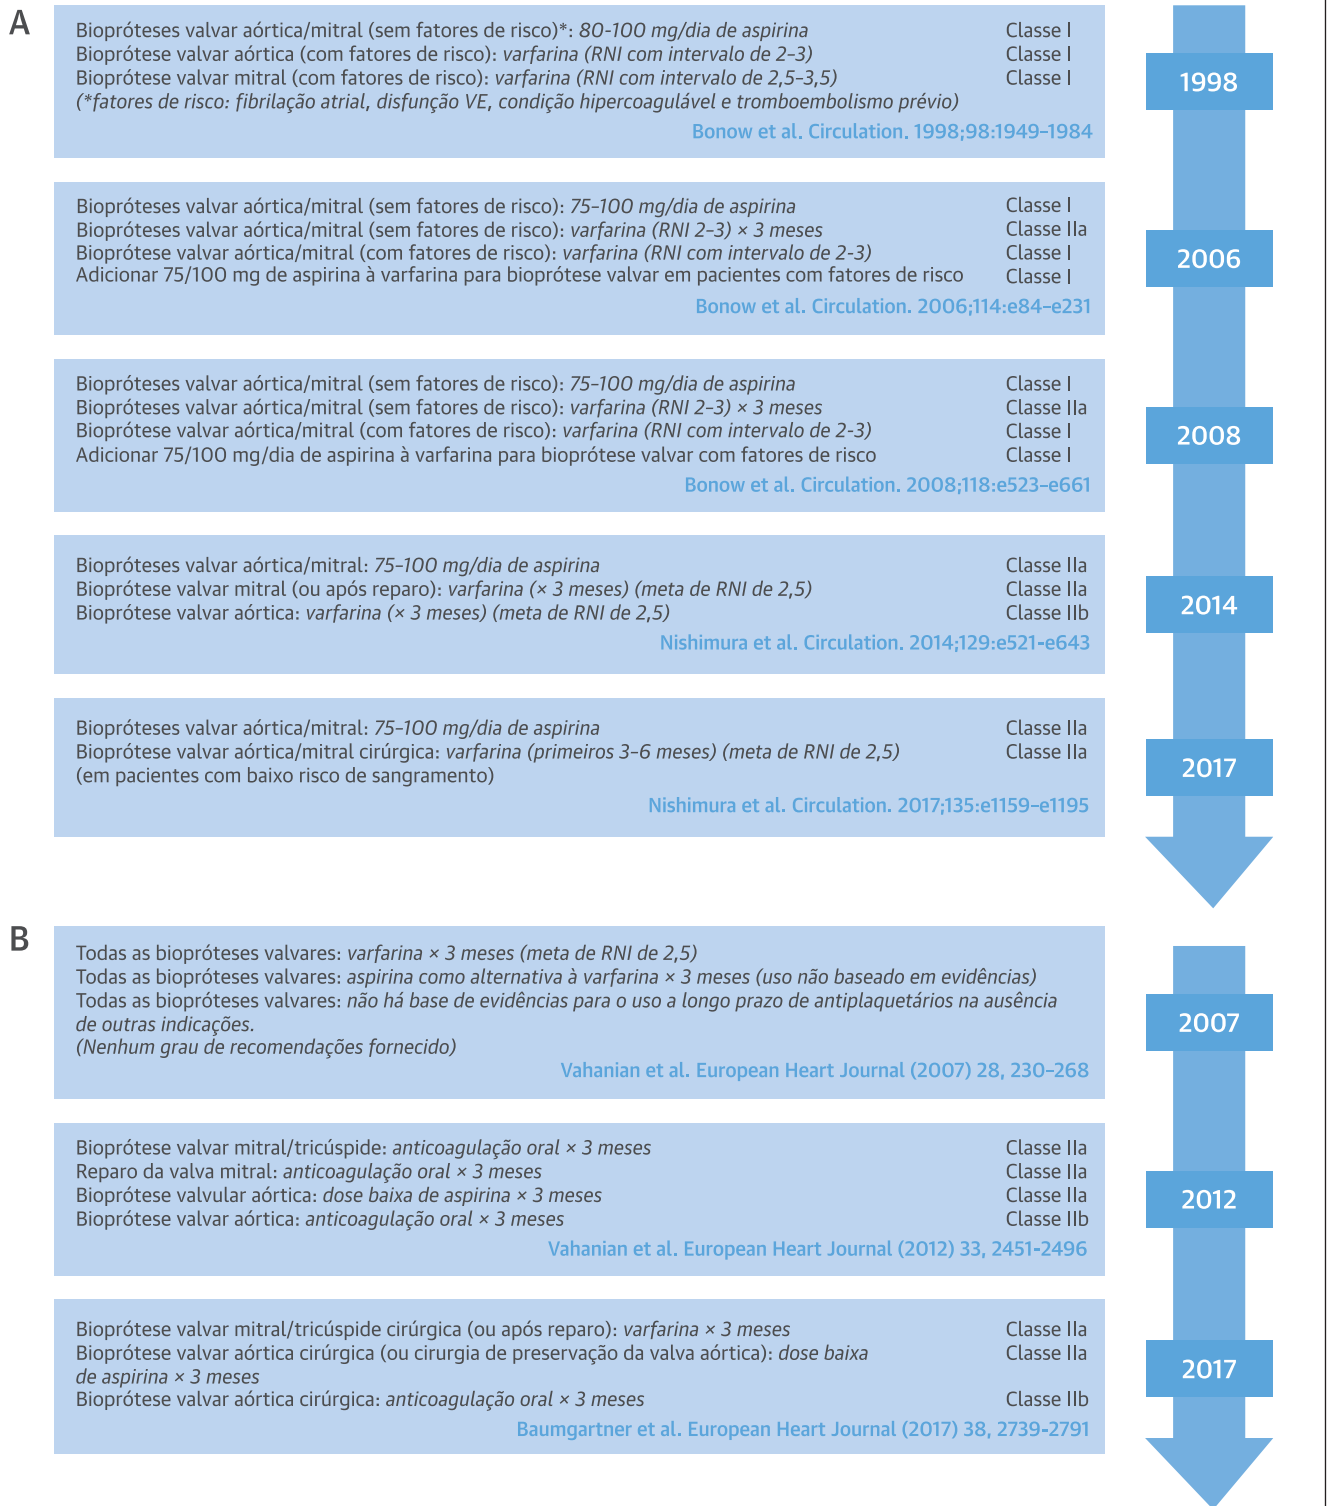 A
Biopróteses valvar aórtica/mitral (sem fatores de risco)*: 80-100 mg/dia de aspirina Classe I
Bioprótese valvar aórtica (com fatores de risco): varfarina (RNI com intervalo de 2-3) Classe I
Bioprótese valvar mitral (com fatores de risco): varfarina (RNI com intervalo de 2,5-3,5) Classe I
(*fatores de risco: fibrilação atrial, disfunção VE, condição hipercoagulável e tromboembolismo prévio)
Bonow et al. Circulation. 1998;98:1949–1984
1998
Biopróteses valvar aórtica/mitral (sem fatores de risco): 75-100 mg/dia de aspirina Classe I
Biopróteses valvar aórtica/mitral (sem fatores de risco): varfarina (RNI 2-3) × 3 meses Classe IIa
Bioprótese valvar aórtica/mitral (com fatores de risco): varfarina (RNI com intervalo de 2-3) Classe I
Adicionar 75/100 mg de aspirina à varfarina para bioprótese valvar em pacientes com fatores de risco Classe I
Bonow et al. Circulation. 2006;114:e84–e231
2006
Biopróteses valvar aórtica/mitral (sem fatores de risco): 75-100 mg/dia de aspirina Classe I
Biopróteses valvar aórtica/mitral (sem fatores de risco): varfarina (RNI 2-3) × 3 meses Classe IIa
Bioprótese valvar aórtica/mitral (com fatores de risco): varfarina (RNI com intervalo de 2-3) Classe I
Adicionar 75/100 mg/dia de aspirina à varfarina para bioprótese valvar com fatores de risco Classe I
Bonow et al. Circulation. 2008;118:e523–e661
2008
Biopróteses valvar aórtica/mitral: 75-100 mg/dia de aspirina Classe IIa
Bioprótese valvar mitral (ou após reparo): varfarina (× 3 meses) (meta de RNI de 2,5) Classe IIa
Bioprótese valvar aórtica: varfarina (× 3 meses) (meta de RNI de 2,5) Classe IIb
Nishimura et al. Circulation. 2014;129:e521-e643
2014
Biopróteses valvar aórtica/mitral: 75-100 mg/dia de aspirina Classe IIa
Bioprótese valvar aórtica/mitral cirúrgica: varfarina (primeiros 3-6 meses) (meta de RNI de 2,5) Classe IIa
(em pacientes com baixo risco de sangramento)
Nishimura et al. Circulation. 2017;135:e1159–e1195
2017
B
Todas as biopróteses valvares: varfarina × 3 meses (meta de RNI de 2,5)
Todas as biopróteses valvares: aspirina como alternativa à varfarina × 3 meses (uso não baseado em evidências)
Todas as biopróteses valvares: não há base de evidências para o uso a longo prazo de antiplaquetários na ausência
de outras indicações.
(Nenhum grau de recomendações fornecido)
Vahanian et al. European Heart Journal (2007) 28, 230–268
2007
Bioprótese valvar mitral/tricúspide: anticoagulação oral × 3 meses Classe IIa
Reparo da valva mitral: anticoagulação oral × 3 meses Classe IIa
Bioprótese valvular aórtica: dose baixa de aspirina × 3 meses Classe IIa
Bioprótese valvar aórtica: anticoagulação oral × 3 meses Classe IIb
Vahanian et al. European Heart Journal (2012) 33, 2451-2496
2012
Bioprótese valvar mitral/tricúspide cirúrgica (ou após reparo): varfarina × 3 meses Classe IIa
Bioprótese valvar aórtica cirúrgica (ou cirurgia de preservação da valva aórtica): dose baixa Classe IIa
de aspirina × 3 meses
Bioprótese valvar aórtica cirúrgica: anticoagulação oral × 3 meses Classe IIb
Baumgartner et al. European Heart Journal (2017) 38, 2739-2791
2017